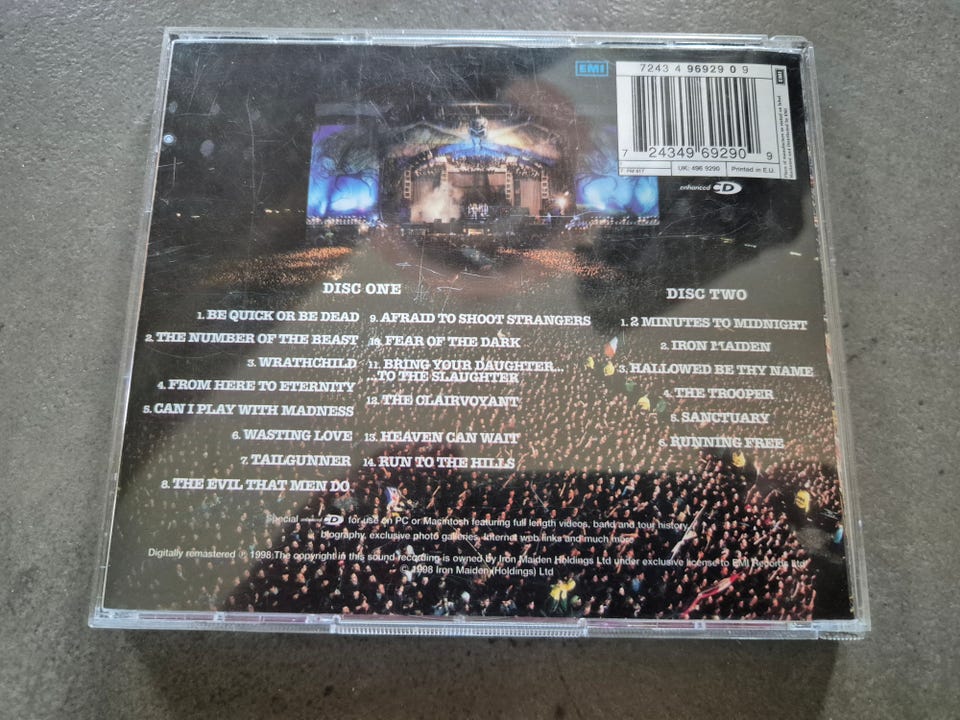 EMI
7243 4 96929 0 9
EMI
7 24349 69290 9
UK: 496 9290
Printed in E.U.
enhanced CD
DISC ONE
1. BE QUICK OR BE DEAD
2. THE NUMBER OF THE BEAST
3. WRATHCHILD
4. FROM HERE TO ETERNITY
5. CAN I PLAY WITH MADNESS
6. WASTING LOVE
7. TAILGUNNER
8. THE EVIL THAT MEN DO
9. AFRAID TO SHOOT STRANGERS
10. FEAR OF THE DARK
11. BRING YOUR DAUGHTER...
...TO THE SLAUGHTER
12. THE CLAIRVOYANT
13. HEAVEN CAN WAIT
14. RUN TO THE HILLS
DISC TWO
1. 2 MINUTES TO MIDNIGHT
2. IRON MAIDEN
3. HALLOWED BE THY NAME
4. THE TROOPER
5. SANCTUARY
6. RUNNING FREE
Special enhanced CD for use on PC or Macintosh featuring full length videos, band and tour history,
biography, exclusive photo galleries, Internet web links and much more
Digitally remastered ℗ 1998 The copyright in this sound recording is owned by Iron Maiden Holdings Ltd under exclusive license to EMI Records Ltd
© 1998 Iron Maiden (Holdings) Ltd